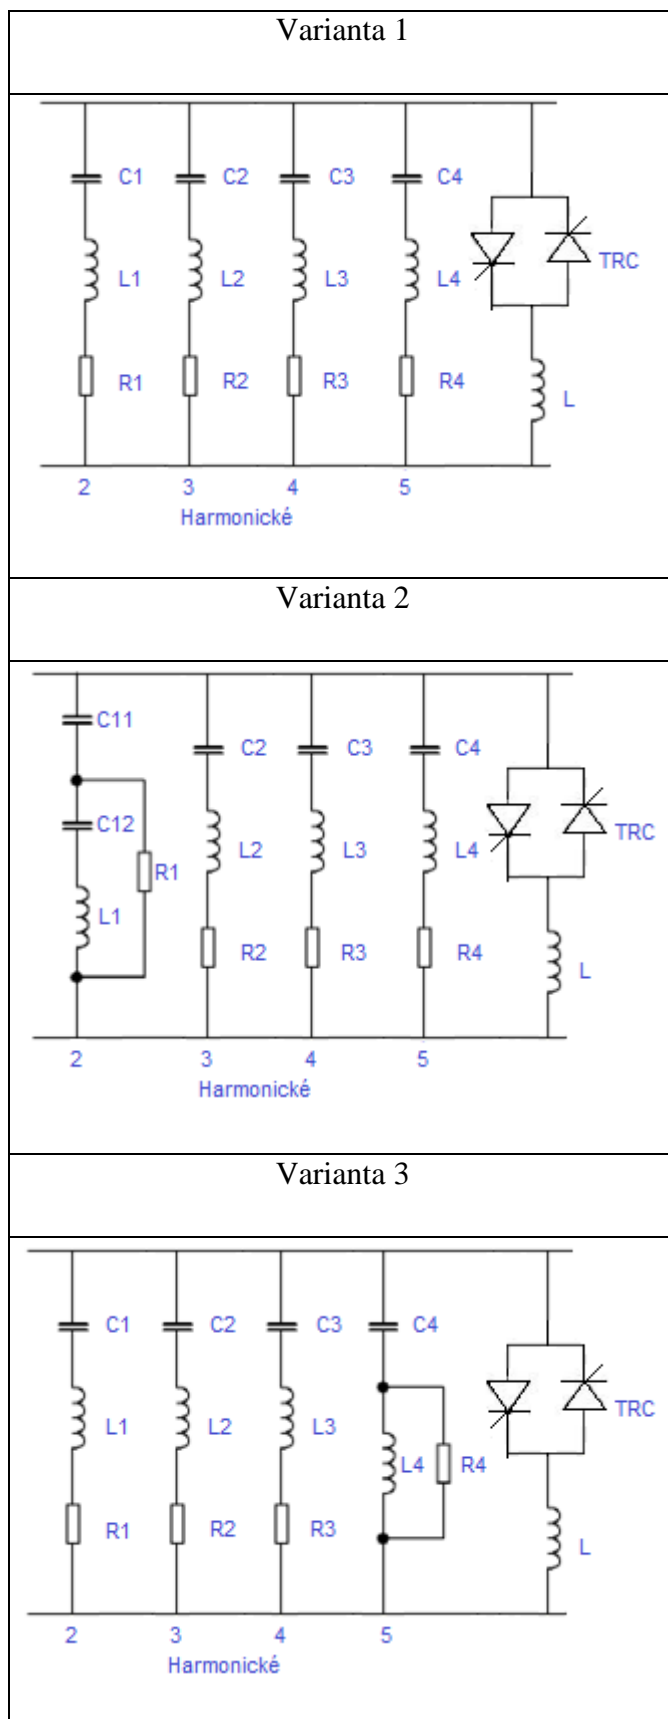 Varianta 1
C1 C2 C3 C4
L1 L2 L3 L4 TRC
R1 R2 R3 R4 L
2 3 4 5
Harmonické
Varianta 2
C11
C2 C3 C4
C12
TRC
L2 L3 L4
R1
L1
R2 R3 R4 L
2 3 4 5
Harmonické
Varianta 3
C1 C2 C3 C4
TRC
L1 L2 L3
L4 R4
R1 R2 R3
L
2 3 4 5
Harmonické